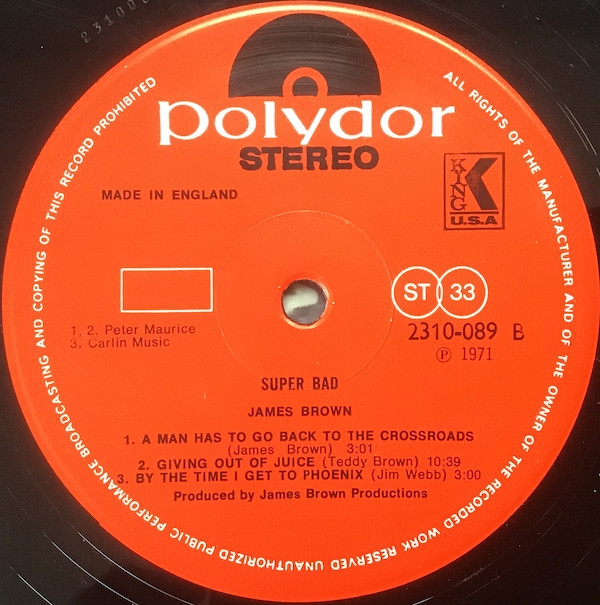 polydor
STEREO
MADE IN ENGLAND
KING
K
U.S.A
ST 33
1, 2. Peter Maurice
3. Carlin Music
2310-089 B
℗ 1971
SUPER BAD
JAMES BROWN
1. A MAN HAS TO GO BACK TO THE CROSSROADS
(James Brown) 3:01
2. GIVING OUT OF JUICE (Teddy Brown) 10:39
3. BY THE TIME I GET TO PHOENIX (Jim Webb) 3:00
Produced by James Brown Productions
ALL RIGHTS OF THE MANUFACTURER AND OF THE OWNER OF THE RECORDED WORK RESERVED UNAUTHORIZED PUBLIC PERFORMANCE BROADCASTING AND COPYING OF THIS RECORD PROHIBITED